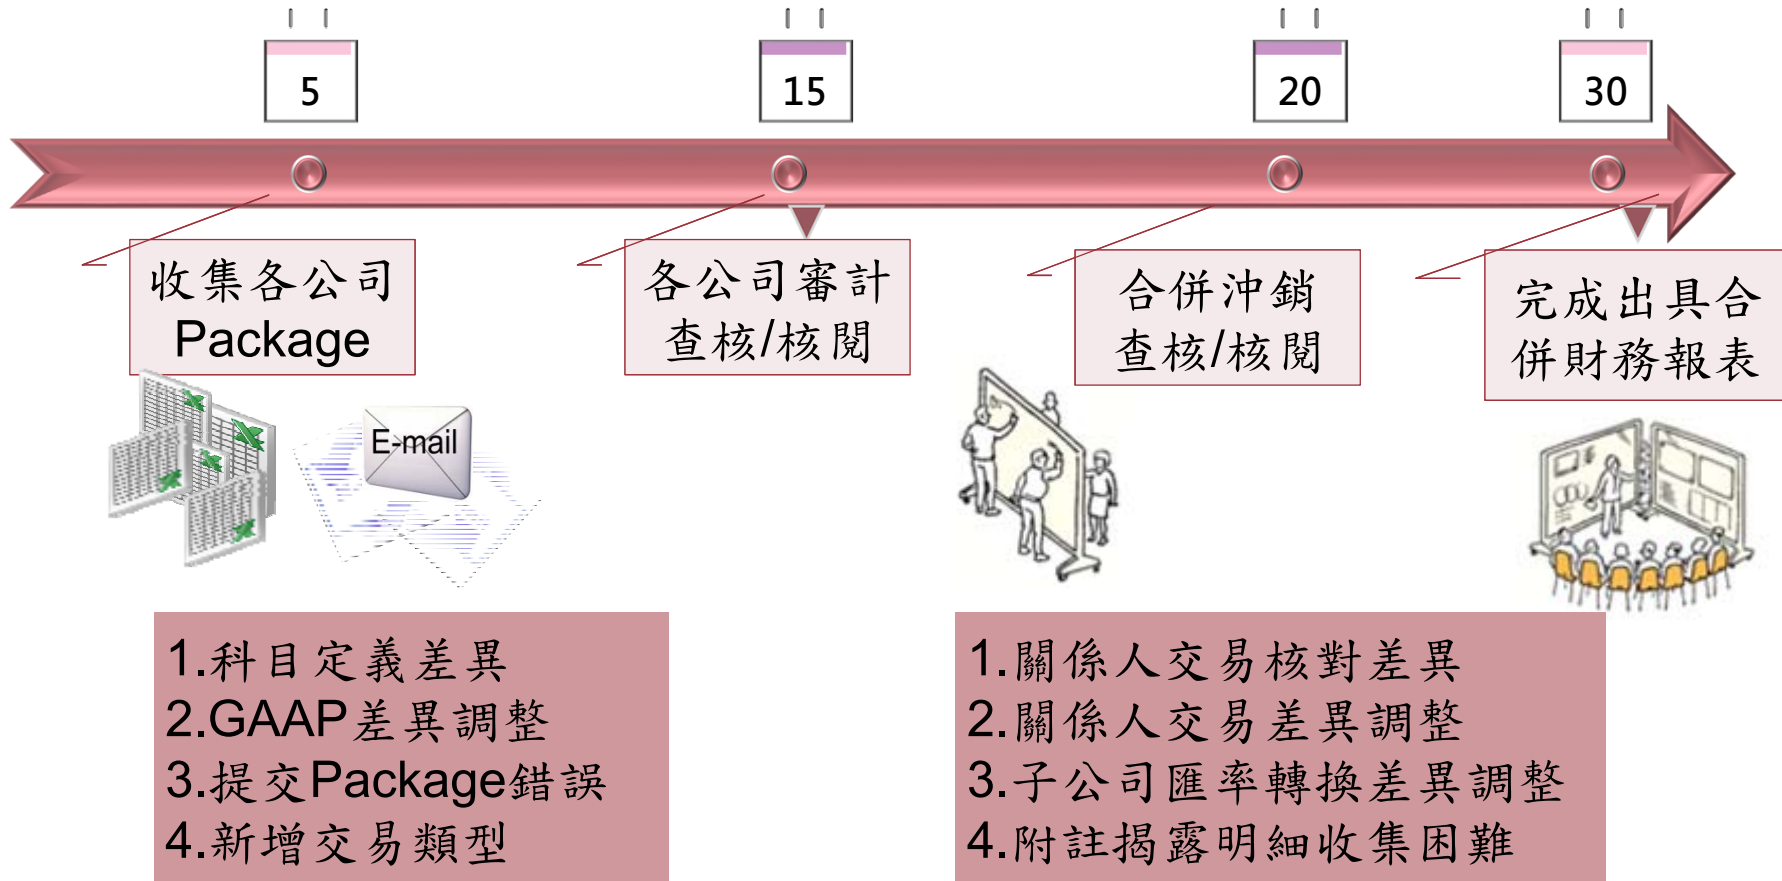 5
15
20
30
收集各公司
Package
各公司審計
查核/核閱
合併沖銷
查核/核閱
完成出具合
併財務報表
E-mail
1.科目定義差異
2.GAAP差異調整
3.提交Package錯誤
4.新增交易類型
1.關係人交易核對差異
2.關係人交易差異調整
3.子公司匯率轉換差異調整
4.附註揭露明細收集困難